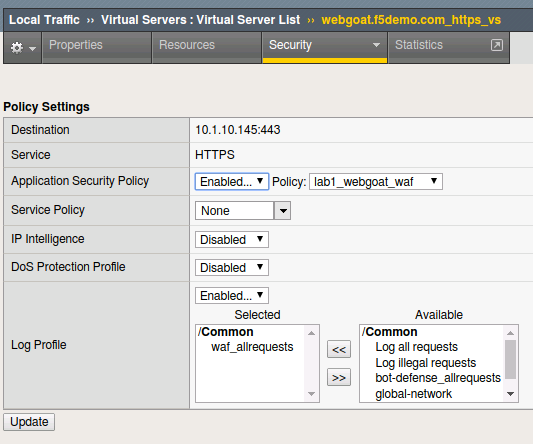 Local Traffic ›› Virtual Servers : Virtual Server List ›› webgoat.f5demo.com_https_vs
Properties Resources Security Statistics
Policy Settings
Destination 10.1.10.145:443
Service HTTPS
Application Security Policy Enabled... Policy: lab1_webgoat_waf
Service Policy None
IP Intelligence Disabled
DoS Protection Profile Disabled
Enabled...
Selected Available
/Common /Common
waf_allrequests Log all requests
Log Profile << Log illegal requests
>> bot-defense_allrequests
global-network
Update